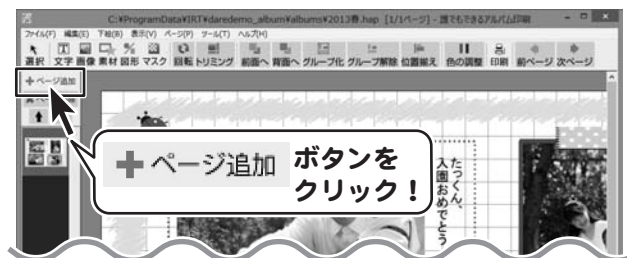 C:¥ProgramData¥IRT¥daredemo_album¥albums¥2013春.hap [1/1ページ] - 誰でもできるアルバム印刷
ファイル(F) 編集(E) 下絵(B) 表示(V) ページ(P) ツール(T) ヘルプ(H)
選択 文字 画像 素材 図形 マスク 回転 トリミング 前面へ 背面へ グループ化 グループ解除 位置揃え 色の調整 印刷 前ページ 次ページ
+ ページ追加
+ ページ追加 ボタンを
クリック！
たっくん、
入園おめでとう